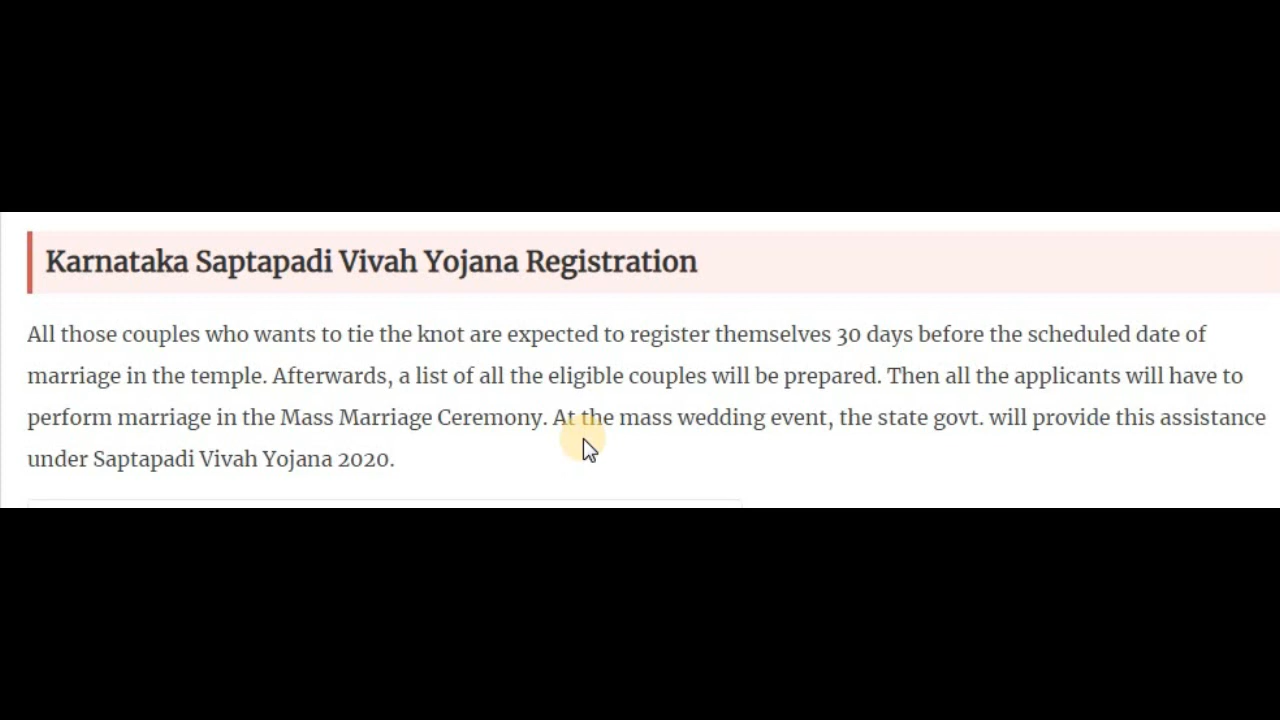 Karnataka Saptapadi Vivah Yojana Registration
All those couples who wants to tie the knot are expected to register themselves 30 days before the scheduled date of
marriage in the temple. Afterwards, a list of all the eligible couples will be prepared. Then all the applicants will have to
perform marriage in the Mass Marriage Ceremony. At the mass wedding event, the state govt. will provide this assistance
under Saptapadi Vivah Yojana 2020.